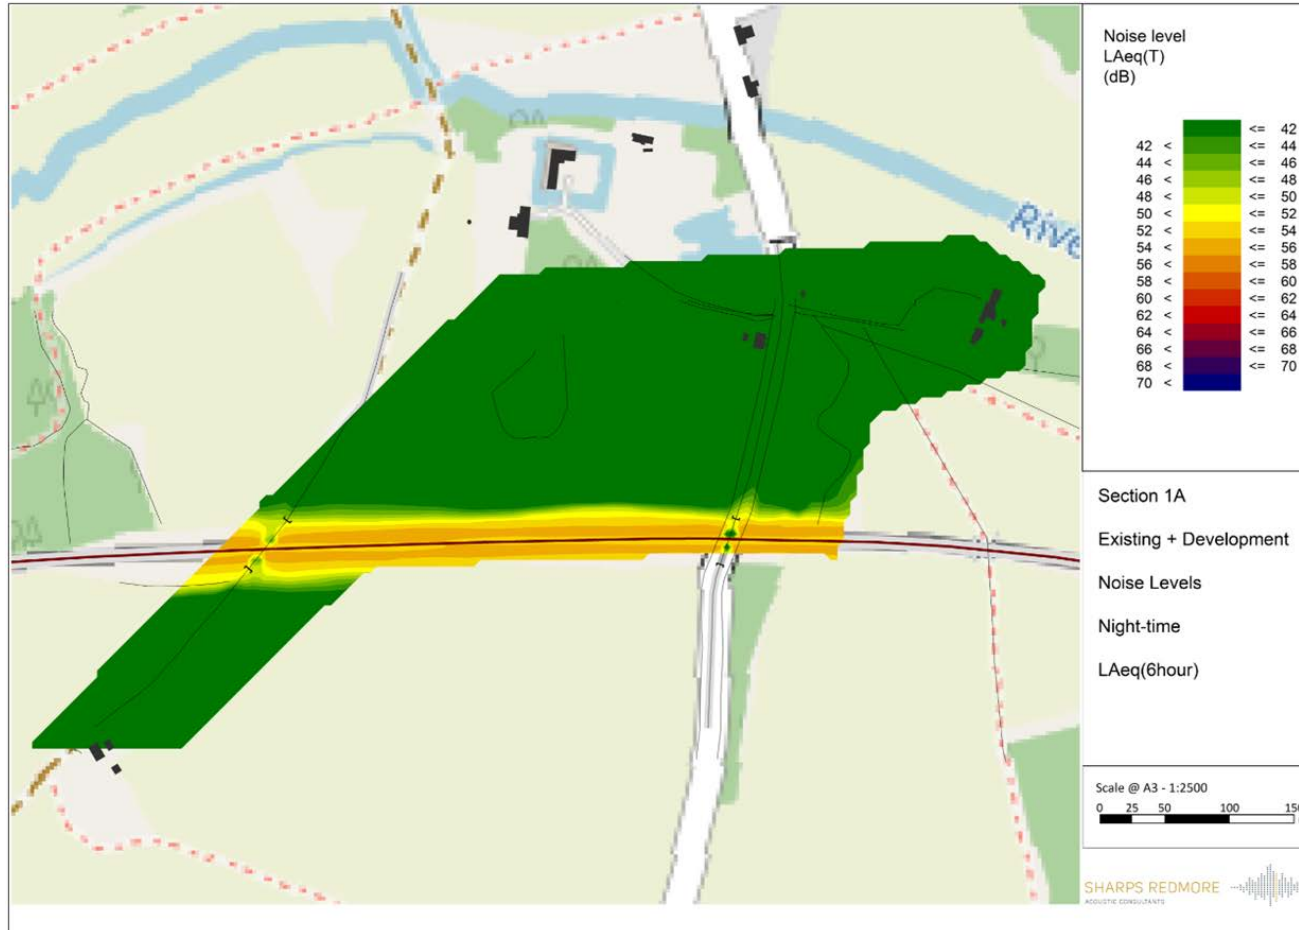 Noise level
LAeq(T)
(dB)
<= 42
42 < <= 44
44 < <= 46
46 < <= 48
48 < <= 50
50 < <= 52
52 < <= 54
54 < <= 56
56 < <= 58
58 < <= 60
60 < <= 62
62 < <= 64
64 < <= 66
66 < <= 68
68 < <= 70
70 <
Rive
Section 1A
Existing + Development
Noise Levels
Night-time
LAeq(6hour)
Scale @ A3 - 1:2500
0 25 50 100 150
SHARPS REDMORE
ACOUSTIC CONSULTANTS